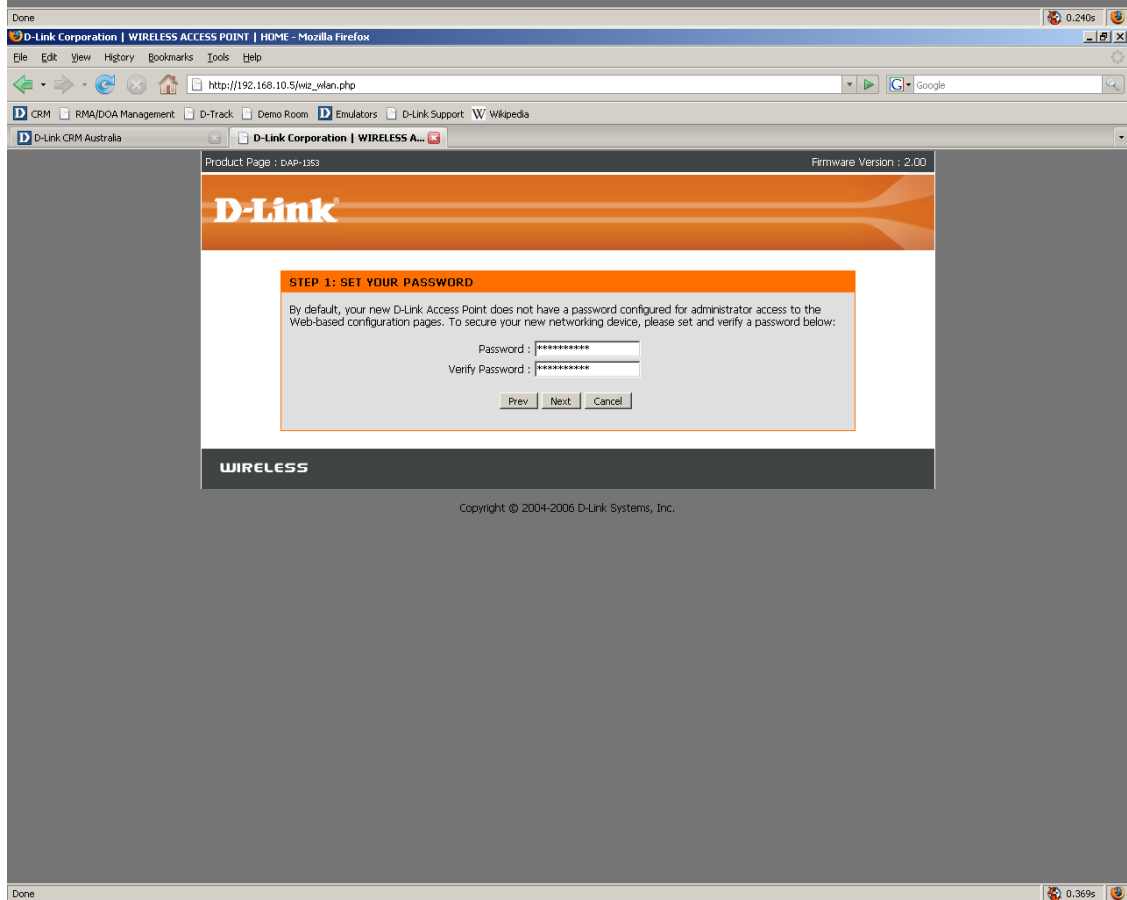 Done 0.240s
D-Link Corporation | WIRELESS ACCESS POINT | HOME - Mozilla Firefox
File Edit View History Bookmarks Tools Help
http://192.168.10.5/wiz_wlan.php G Google
CRM RMA/DOA Management D-Track Demo Room Emulators D-Link Support Wikipedia
D-Link CRM Australia D-Link Corporation | WIRELESS A...
Product Page : DAP-1353 Firmware Version : 2.00
D-Link®
STEP 1: SET YOUR PASSWORD
By default, your new D-Link Access Point does not have a password configured for administrator access to the
Web-based configuration pages. To secure your new networking device, please set and verify a password below:
Password : **********
Verify Password : **********
Prev Next Cancel
WIRELESS
Copyright © 2004-2006 D-Link Systems, Inc.
Done 0.369s